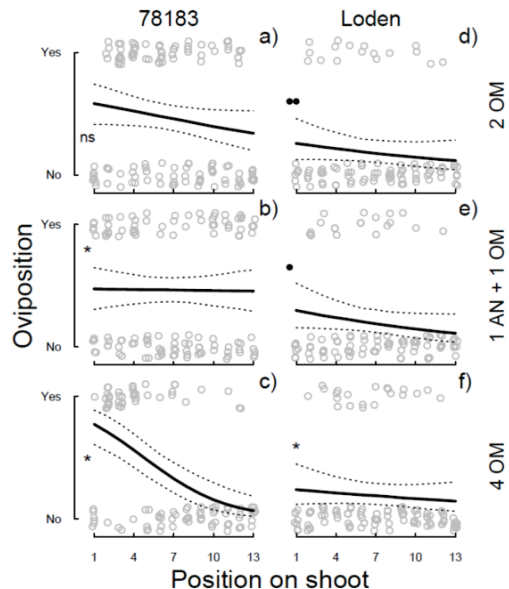 78183 Loden
Yes a) d)
ns
●● 2 OM
No
Yes b) e)
*
● 1 AN + 1 OM
Oviposition
No
Yes c) f)
*
* 4 OM
No
1 4 7 10 13 1 4 7 10 13
Position on shoot